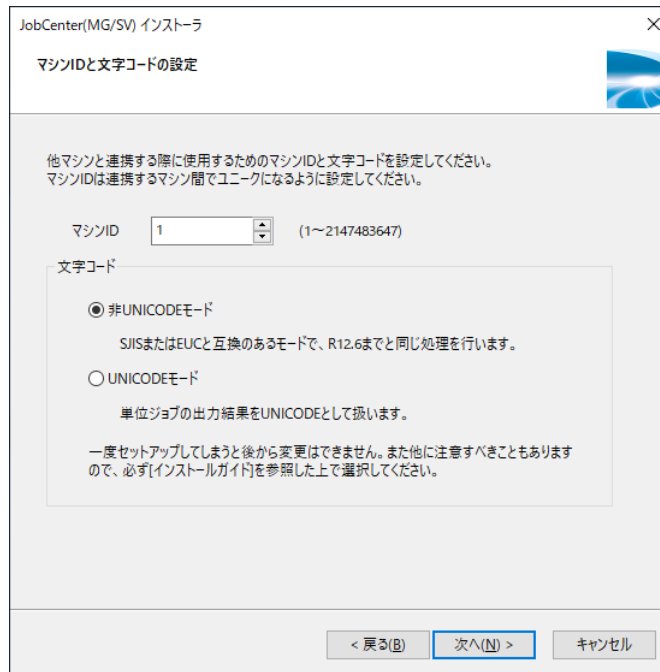 JobCenter(MG/SV) インストーラ
マシンIDと文字コードの設定
他マシンと連携する際に使用するためのマシンIDと文字コードを設定してください。
マシンIDは連携するマシン間でユニークになるように設定してください。
マシンID 1 (1～2147483647)
文字コード
非UNICODEモード
SJISまたはEUCと互換のあるモードで、R12.6までと同じ処理を行います。
UNICODEモード
単位ジョブの出力結果をUNICODEとして扱います。
一度セットアップしてしまうと後から変更はできません。また他に注意すべきこともあります
ので、必ず[インストールガイド]を参照した上で選択してください。
< 戻る(B) 次へ(N) > キャンセル